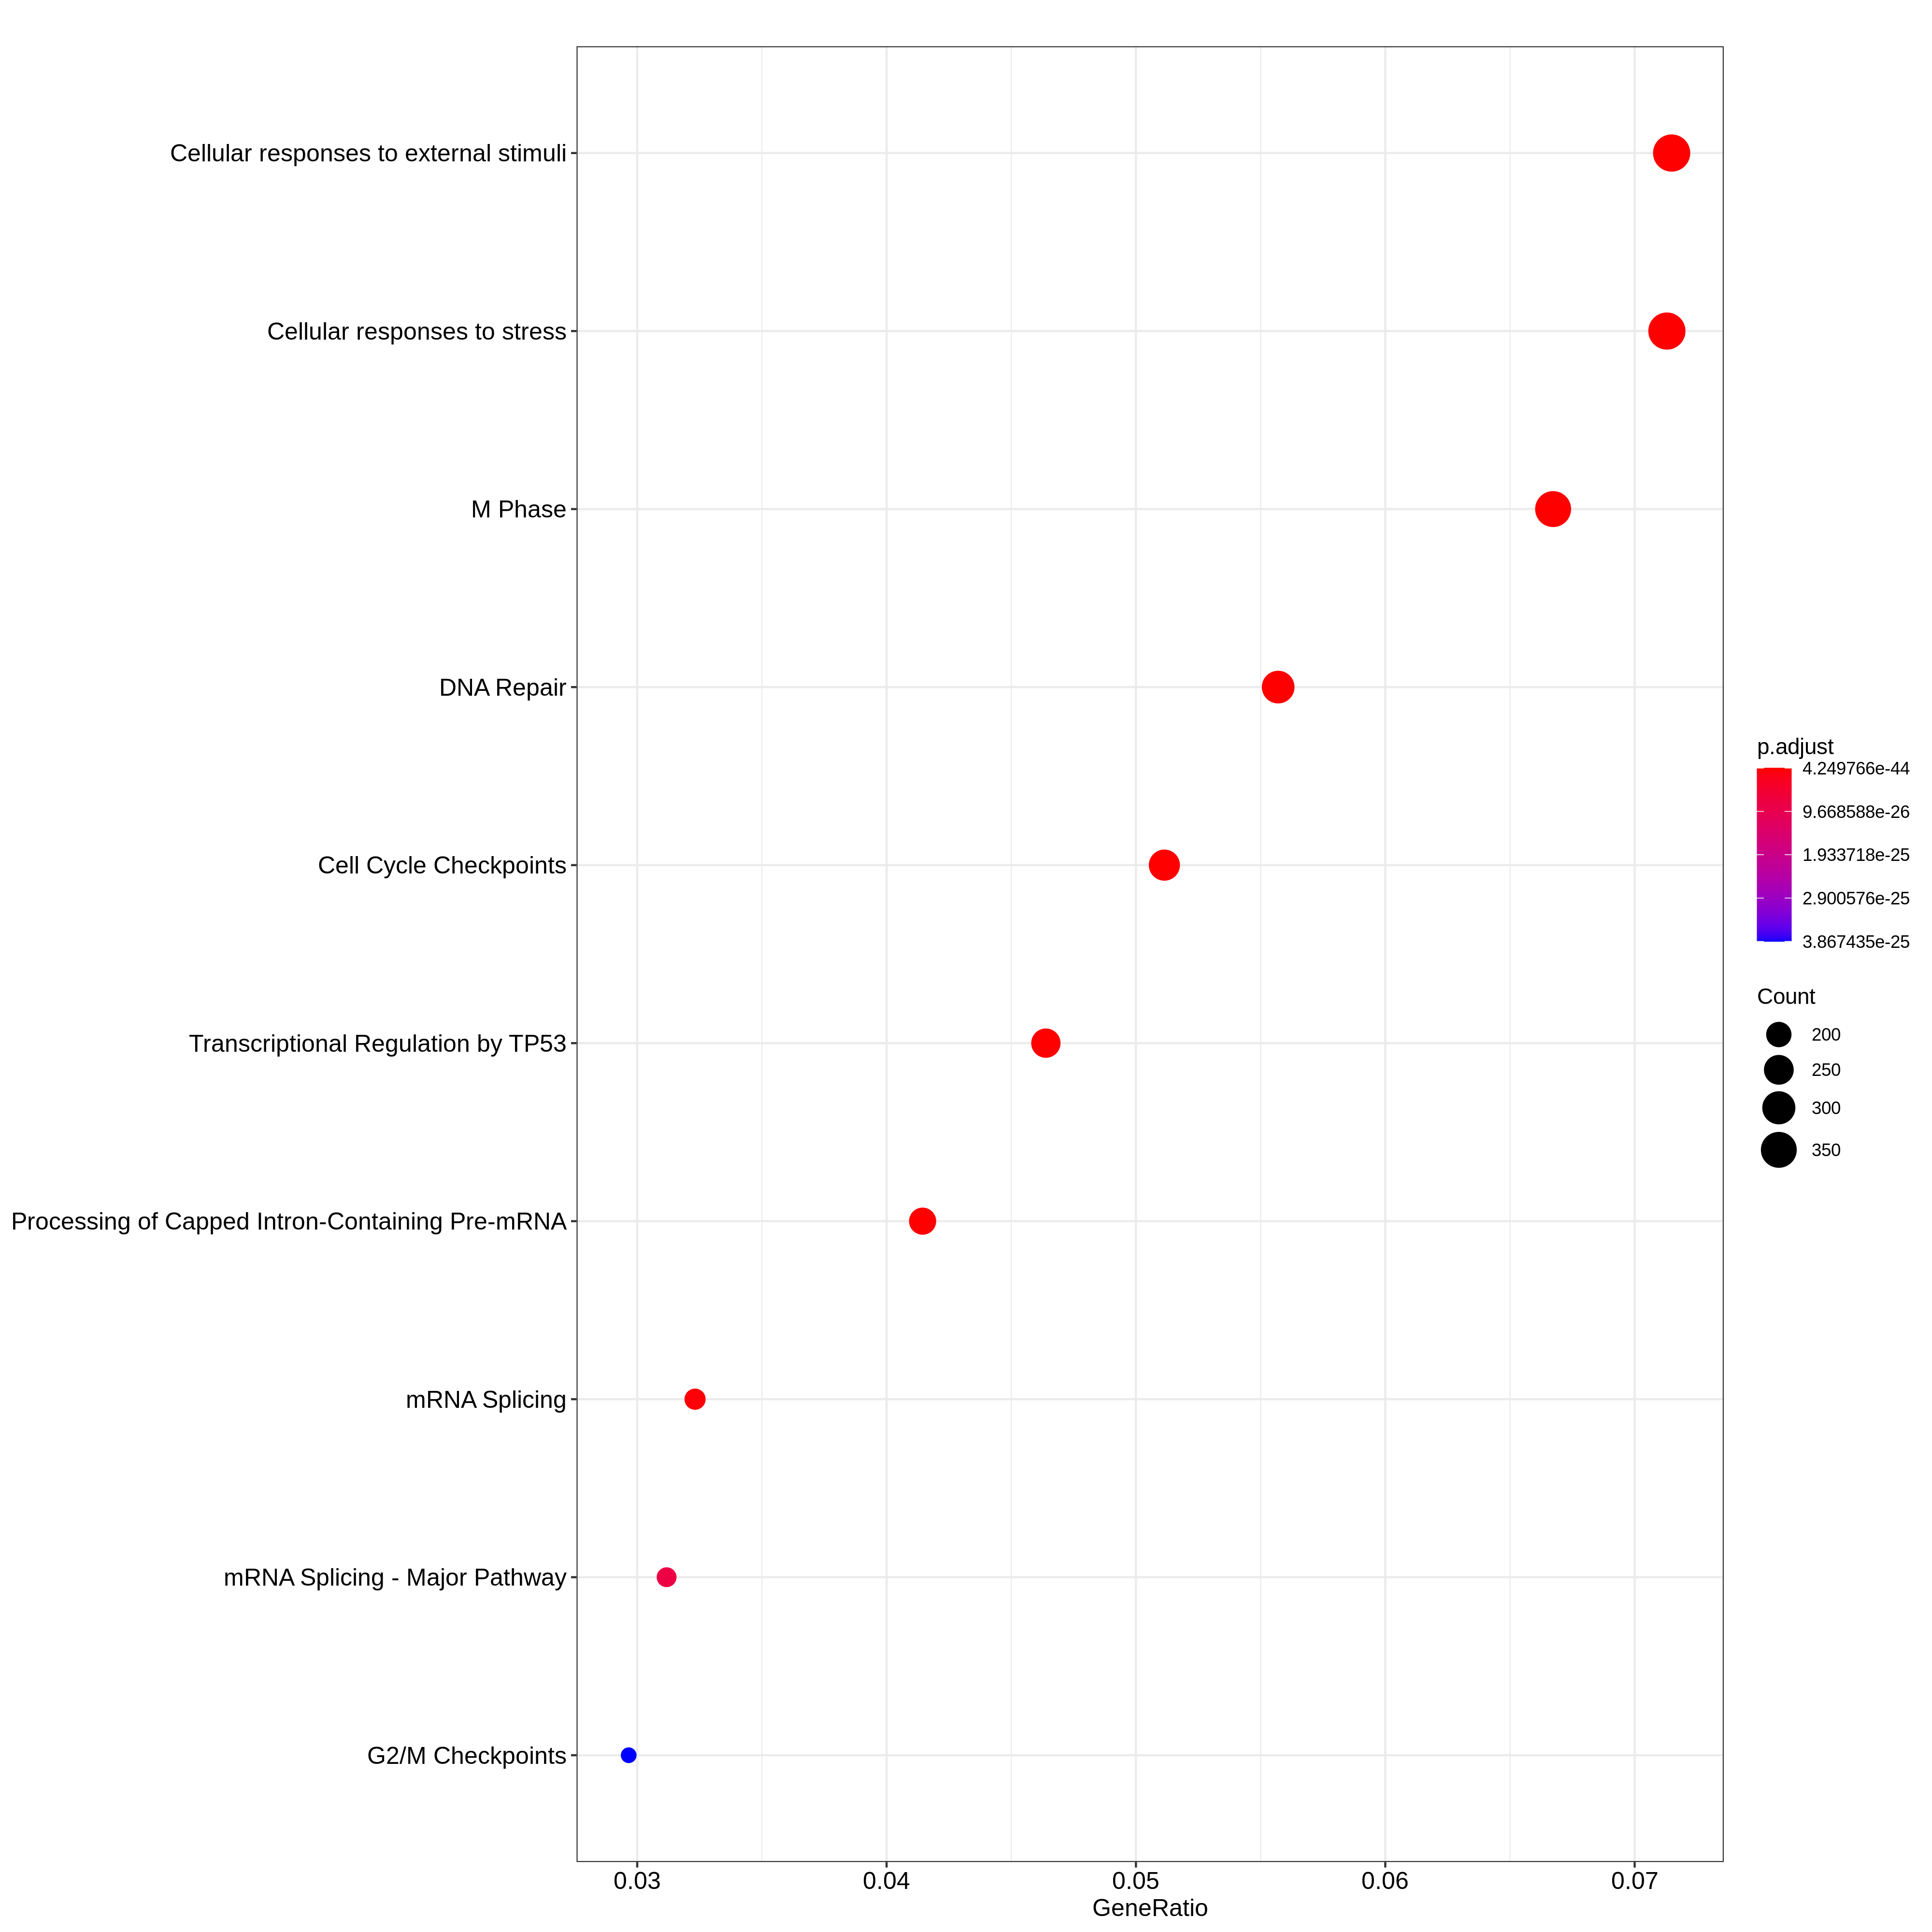 Cellular responses to external stimuli
Cellular responses to stress
M Phase
DNA Repair
Cell Cycle Checkpoints
Transcriptional Regulation by TP53
Processing of Capped Intron-Containing Pre-mRNA
mRNA Splicing
mRNA Splicing - Major Pathway
G2/M Checkpoints
0.03 0.04 0.05 0.06 0.07
GeneRatio
p.adjust
4.249766e-44
9.668588e-26
1.933718e-25
2.900576e-25
3.867435e-25
Count
200
250
300
350